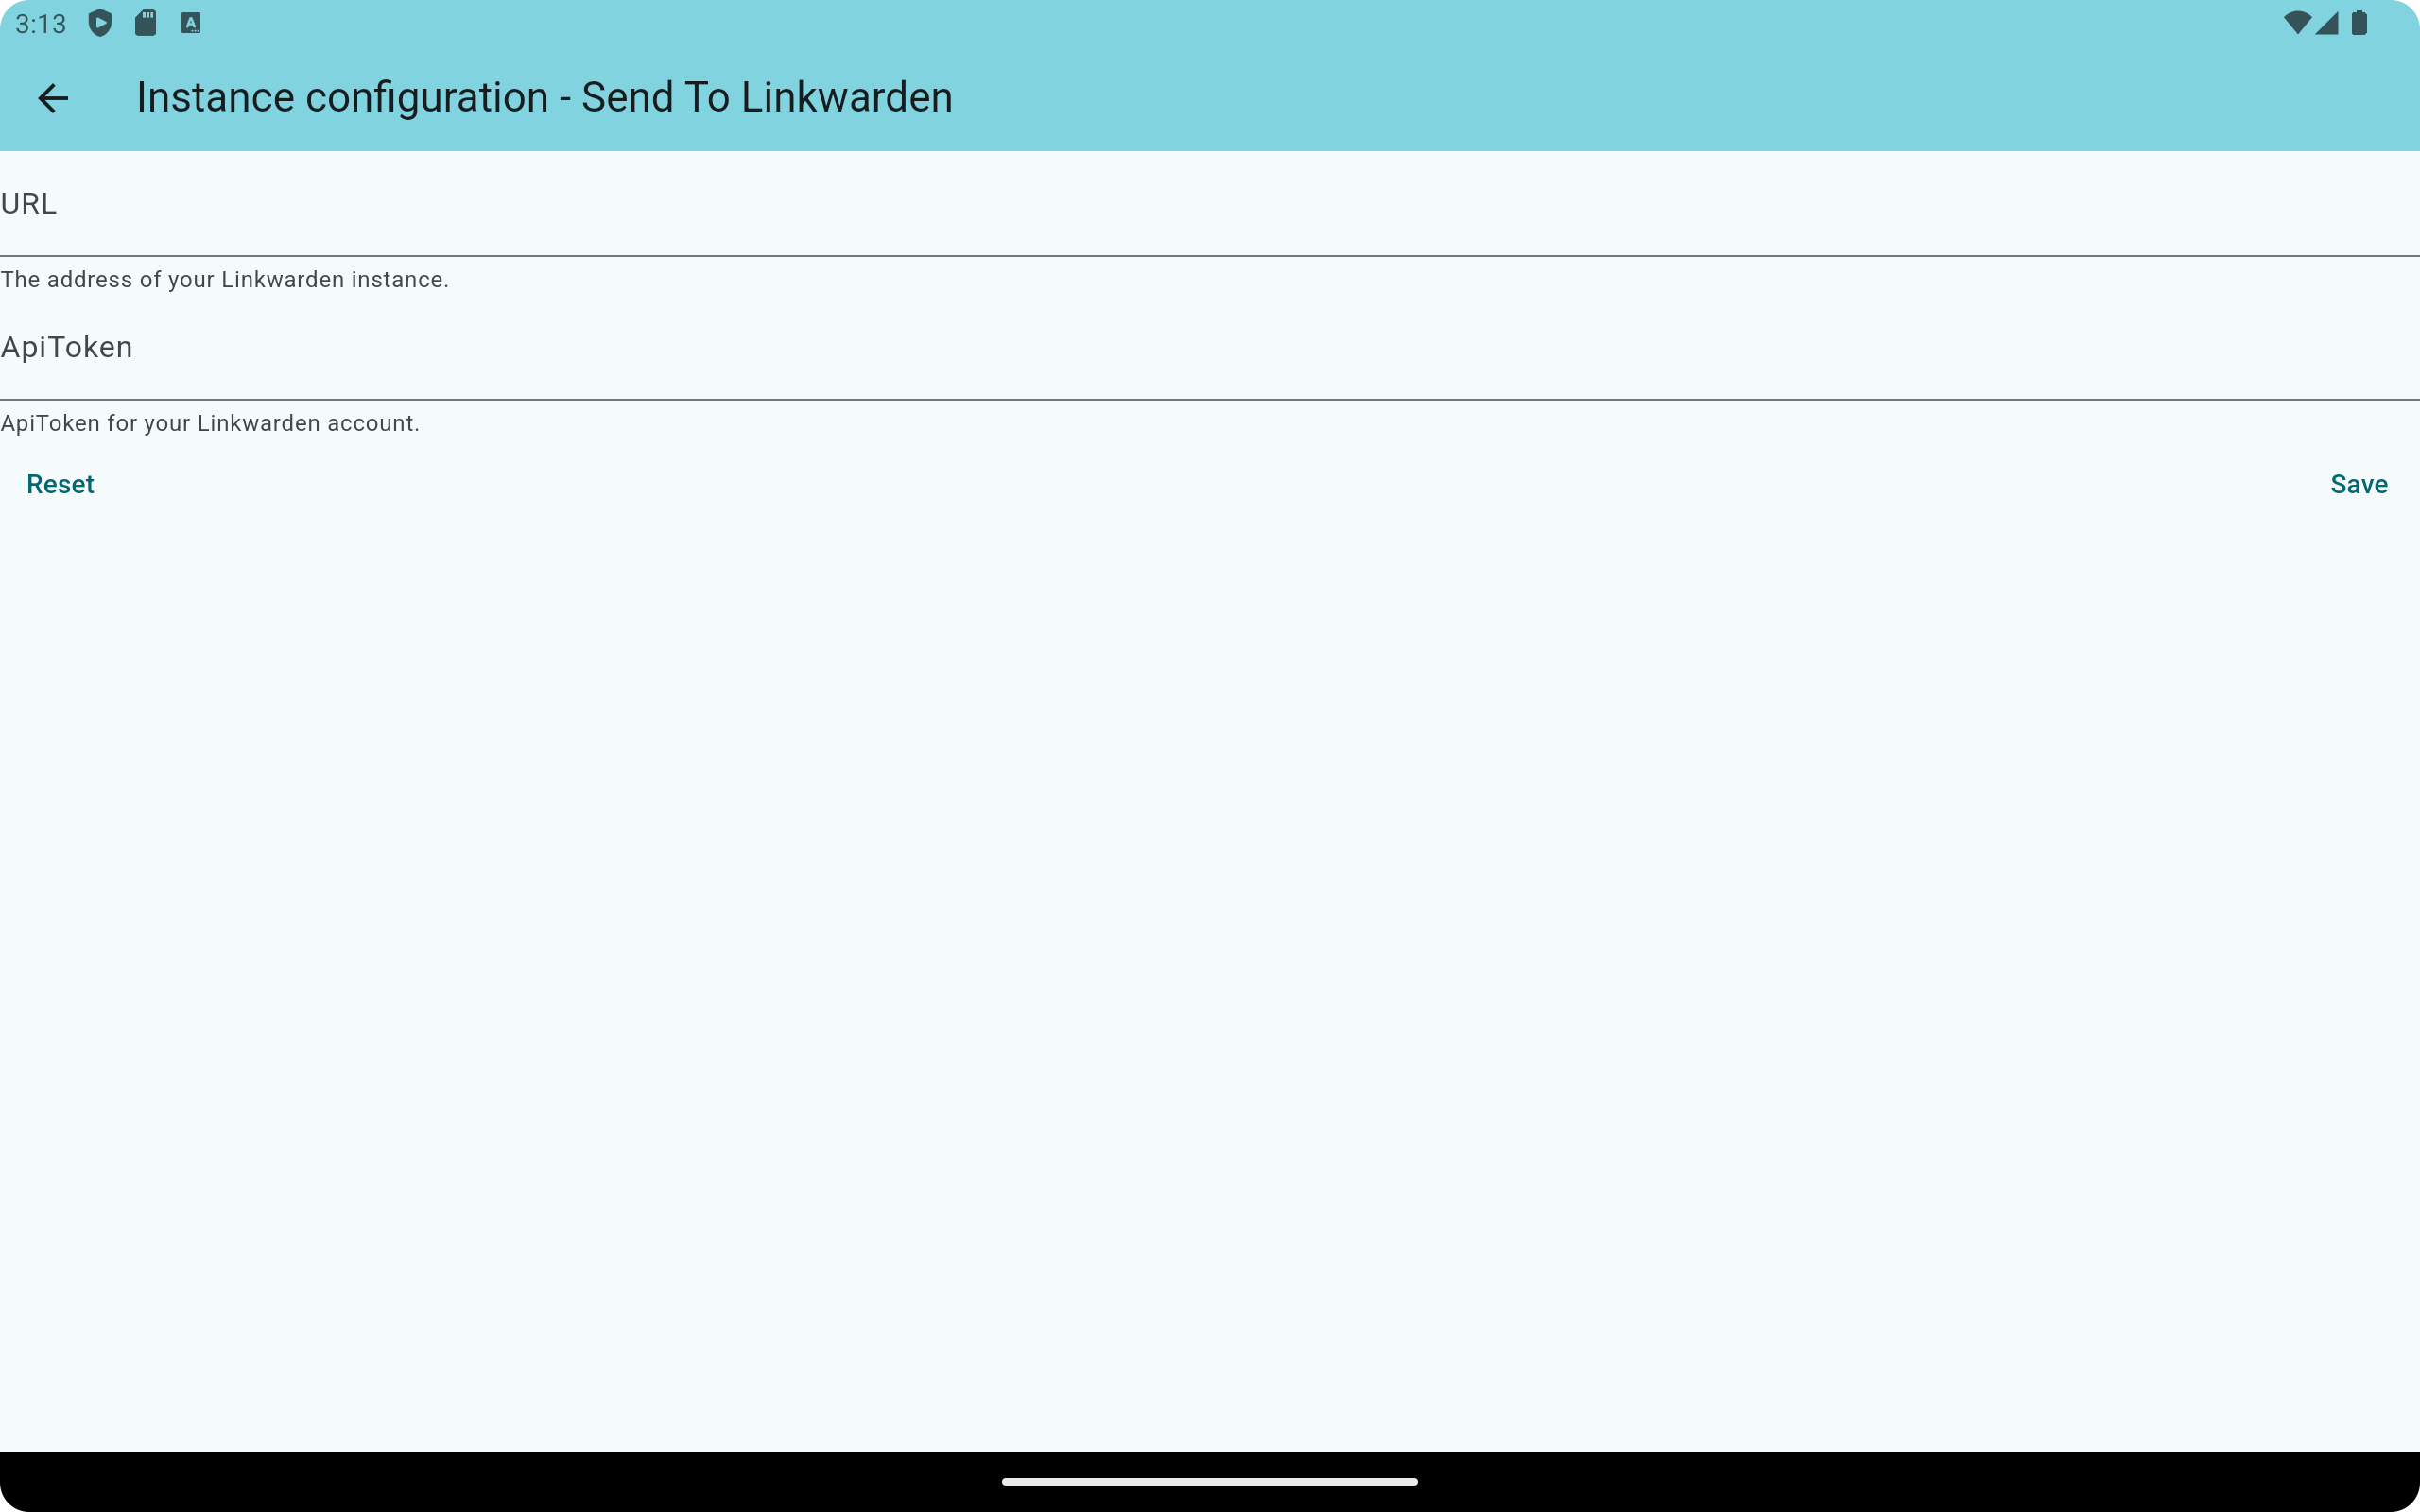 3:13
Instance configuration - Send To Linkwarden
URL
The address of your Linkwarden instance.
ApiToken
ApiToken for your Linkwarden account.
Reset
Save